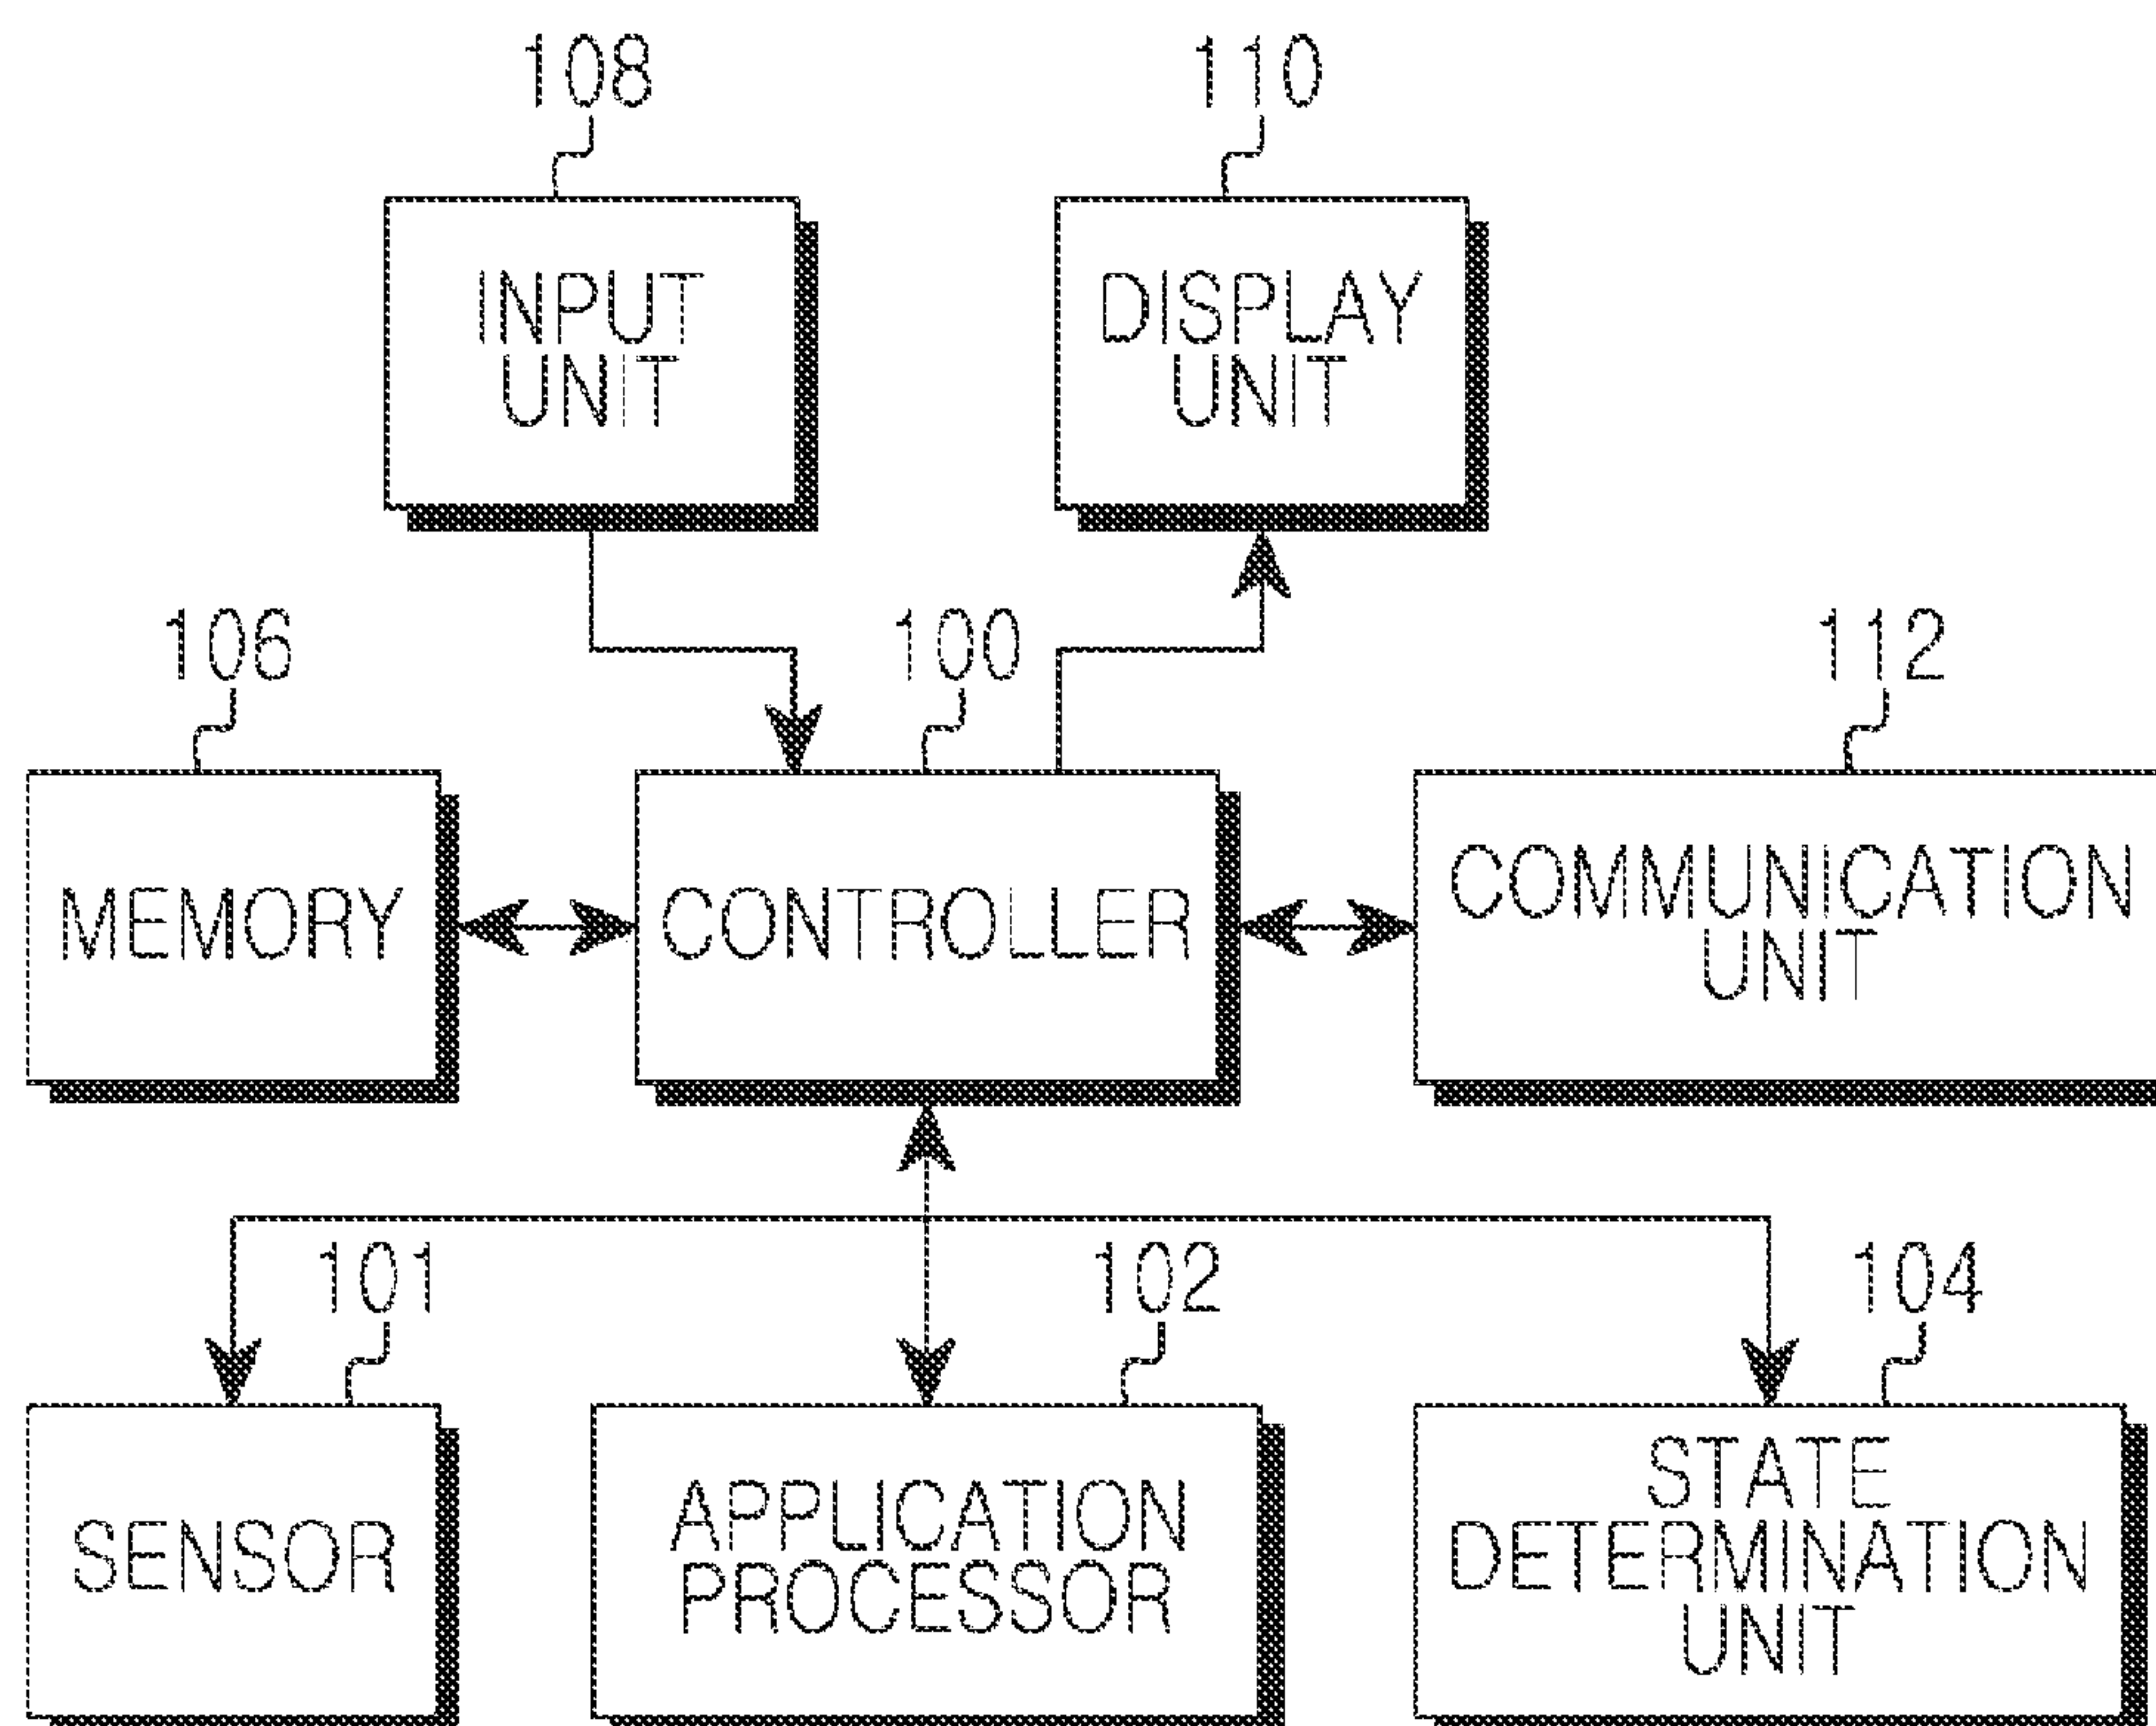 108
110
INPUT
UNIT
DISPLAY
UNIT
106
100
112
MEMORY
CONTROLLER
COMMUNICATION
UNIT
101
102
104
SENSOR
APPLICATION
PROCESSOR
STATE
DETERMINATION
UNIT